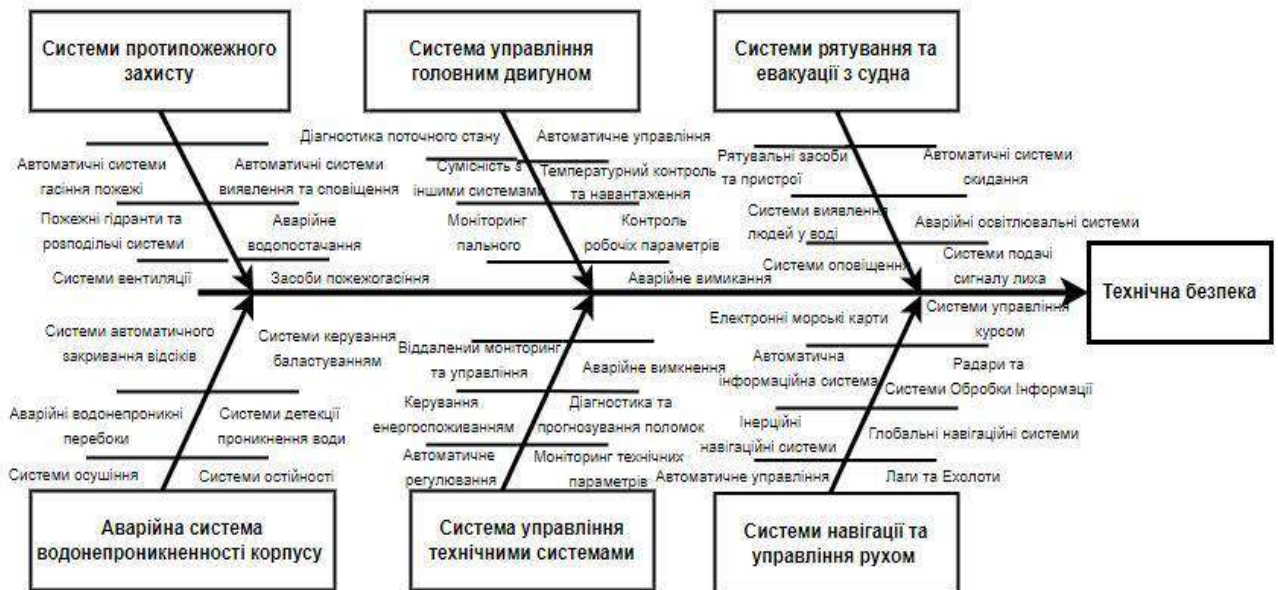 Системи протипожежного
захисту
Система управління
головним двигуном
Системи рятування та
евакуації з судна
Діагностика поточного стану
Автоматичне управління
Автоматичні системи
гасіння пожежі
Автоматичні системи
виявлення та сповіщення
Сумісність з
іншими системами
Температурний контроль
та навантаження
Рятувальні засоби
та пристрої
Автоматичні системи
скидання
Пожежні гідранти та
розподільчі системи
Аварійне
водопостачання
Моніторинг
пального
Контроль
робочіх параметрів
Системи виявлення
людей у воді
Аварійні освітлювальні системи
Системи вентиляції
Засоби пожежогасіння
Аварійне вимикання
Системи оповіщення
Системи подачі
сигналу лиха
Технічна безпека
Системи автоматичного
закривання відсіків
Системи керування
баластуванням
Віддалений моніторинг
та управління
Аварійне вимкнення
Електронні морські карти
Системи управління
курсом
Автоматична
інформаційна система
Радари та
Системи Обробки Інформації
Аварійні водонепроникні
перебоки
Системи детекції
проникнення води
Керування
енергоспоживанням
Діагностика та
прогнозування поломок
Інерційні
навігаційні системи
Глобальні навігаційні системи
Системи осушіння
Системи остійності
Автоматичне
регулювання
Моніторинг технічних
параметрів
Автоматичне управління
Лаги та Ехолоти
Аварійна система
водонепроникненності корпусу
Система управління
технічними системами
Системи навігації та
управління рухом